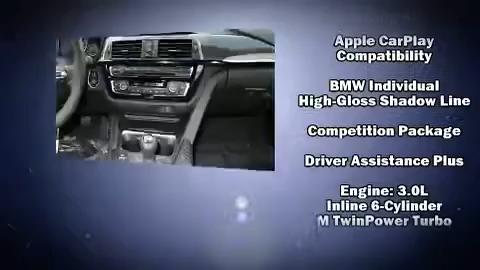 Apple CarPlay
Compatibility
BMW Individual
High-Gloss Shadow Line
Competition Package
Driver Assistance Plus
Engine: 3.0L
Inline 6-Cylinder
M TwinPower Turbo